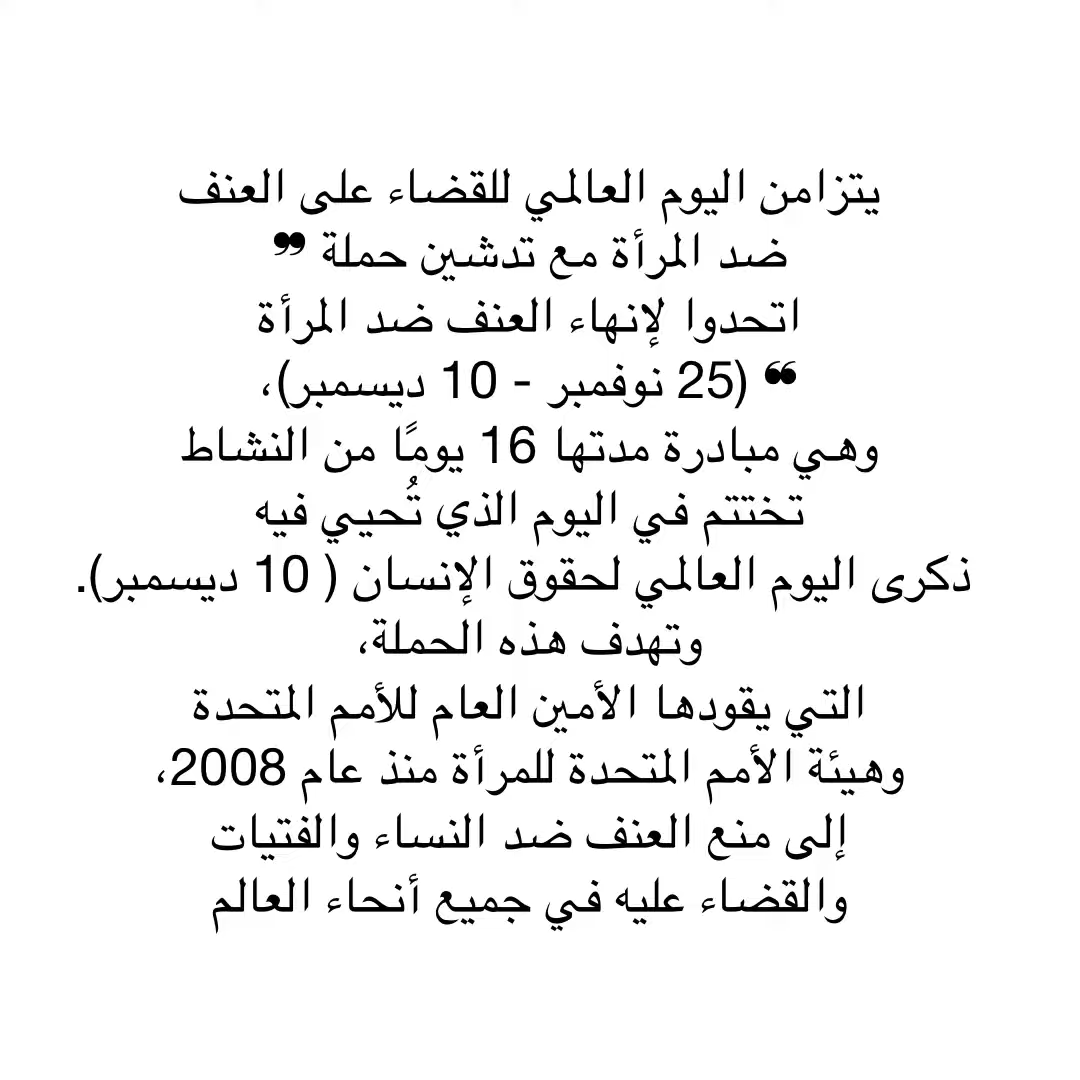 يتزامن اليوم العالمي للقضاء على العنف
ضد المرأة مع تدشين حملة ❞
اتحدوا لإنهاء العنف ضد المرأة
❝ (25 نوفمبر - 10 ديسمبر)،
وهي مبادرة مدتها 16 يومًا من النشاط
تختتم في اليوم الذي تُحيي فيه
ذكرى اليوم العالمي لحقوق الإنسان ( 10 ديسمبر).
وتهدف هذه الحملة،
التي يقودها الأمين العام للأمم المتحدة
وهيئة الأمم المتحدة للمرأة منذ عام 2008،
إلى منع العنف ضد النساء والفتيات
والقضاء عليه في جميع أنحاء العالم